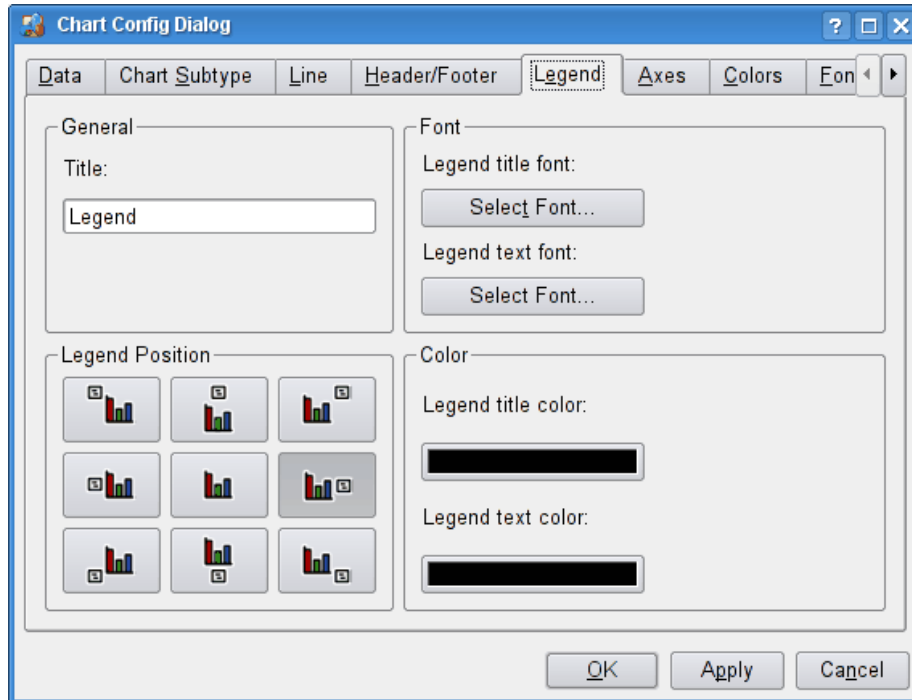 Chart Config Dialog
Data Chart Subtype Line Header/Footer Legend Axes Colors Fon
General
Title:
Legend
Font
Legend title font:
Select Font...
Legend text font:
Select Font...
Legend Position
Color
Legend title color:
Legend text color:
OK Apply Cancel